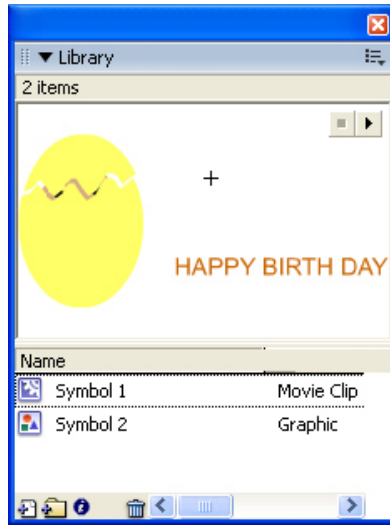 Library
2 items
HAPPY BIRTH DAY
Name
Symbol 1 Movie Clip
Symbol 2 Graphic